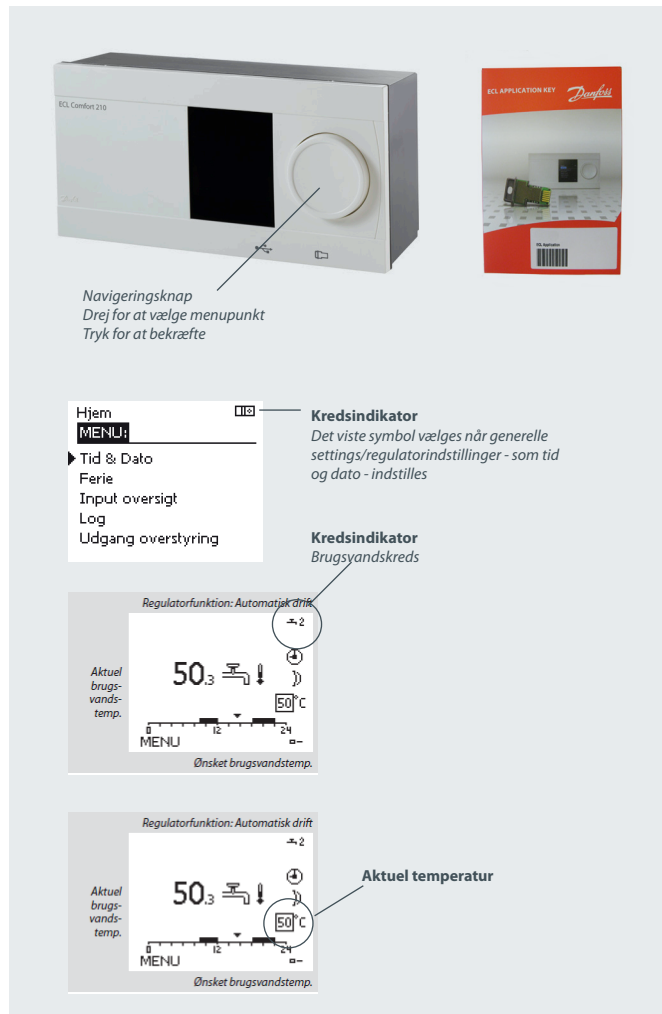 ECL Comfort 210
ECL APPLICATION KEY
Danfoss
ECL Application
Navigeringsknap
Drej for at vælge menupunkt
Tryk for at bekræfte
Hjem
MENU:
Tid & Dato
Ferie
Input oversigt
Log
Udgang overstyring
Kredsindikator
Det viste symbol vælges når generelle
settings/regulatorindstillinger - som tid
og dato - indstilles
Kredsindikator
Brugsvandskreds
Regulatorfunktion: Automatisk drift
2
Aktuel
brugs-
vands-
temp.
50.3
50 °C
0 12 24
MENU
Ønsket brugsvandstemp.
Regulatorfunktion: Automatisk drift
2
Aktuel
brugs-
vands-
temp.
50.3
50 °C
0 12 24
MENU
Ønsket brugsvandstemp.
Aktuel temperatur